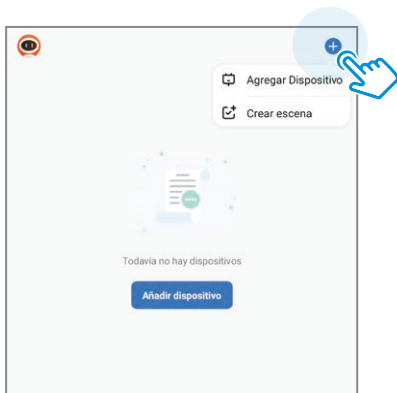 Agregar Dispositivo
Crear escena
Todavía no hay dispositivos
Añadir dispositivo